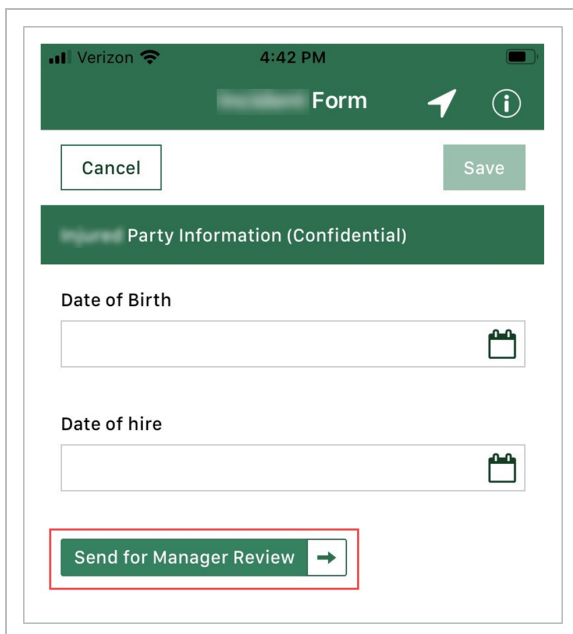 Verizon 4:42 PM
Form
Cancel Save
Party Information (Confidential)
Date of Birth
Date of hire
Send for Manager Review